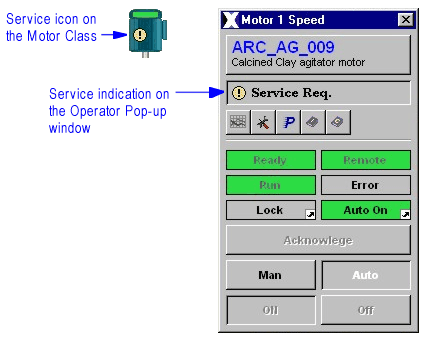 Service icon on
the Motor Class
Service indication on
the Operator Pop-up
window
Motor 1 Speed
ARC_AG_009
Calcined Clay agitator motor
Service Req.
P
Ready
Remote
Run
Error
Lock
Auto On
Acknowlege
Man
Auto
Off